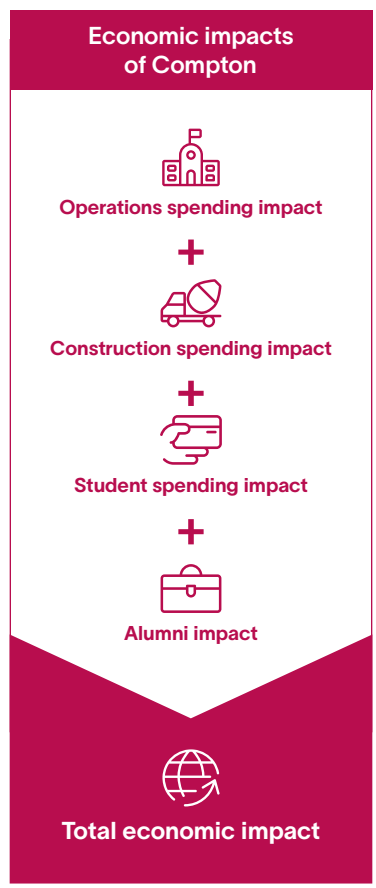 Economic impacts
of Compton
Operations spending impact
+
Construction spending impact
+
Student spending impact
+
Alumni impact
Total economic impact